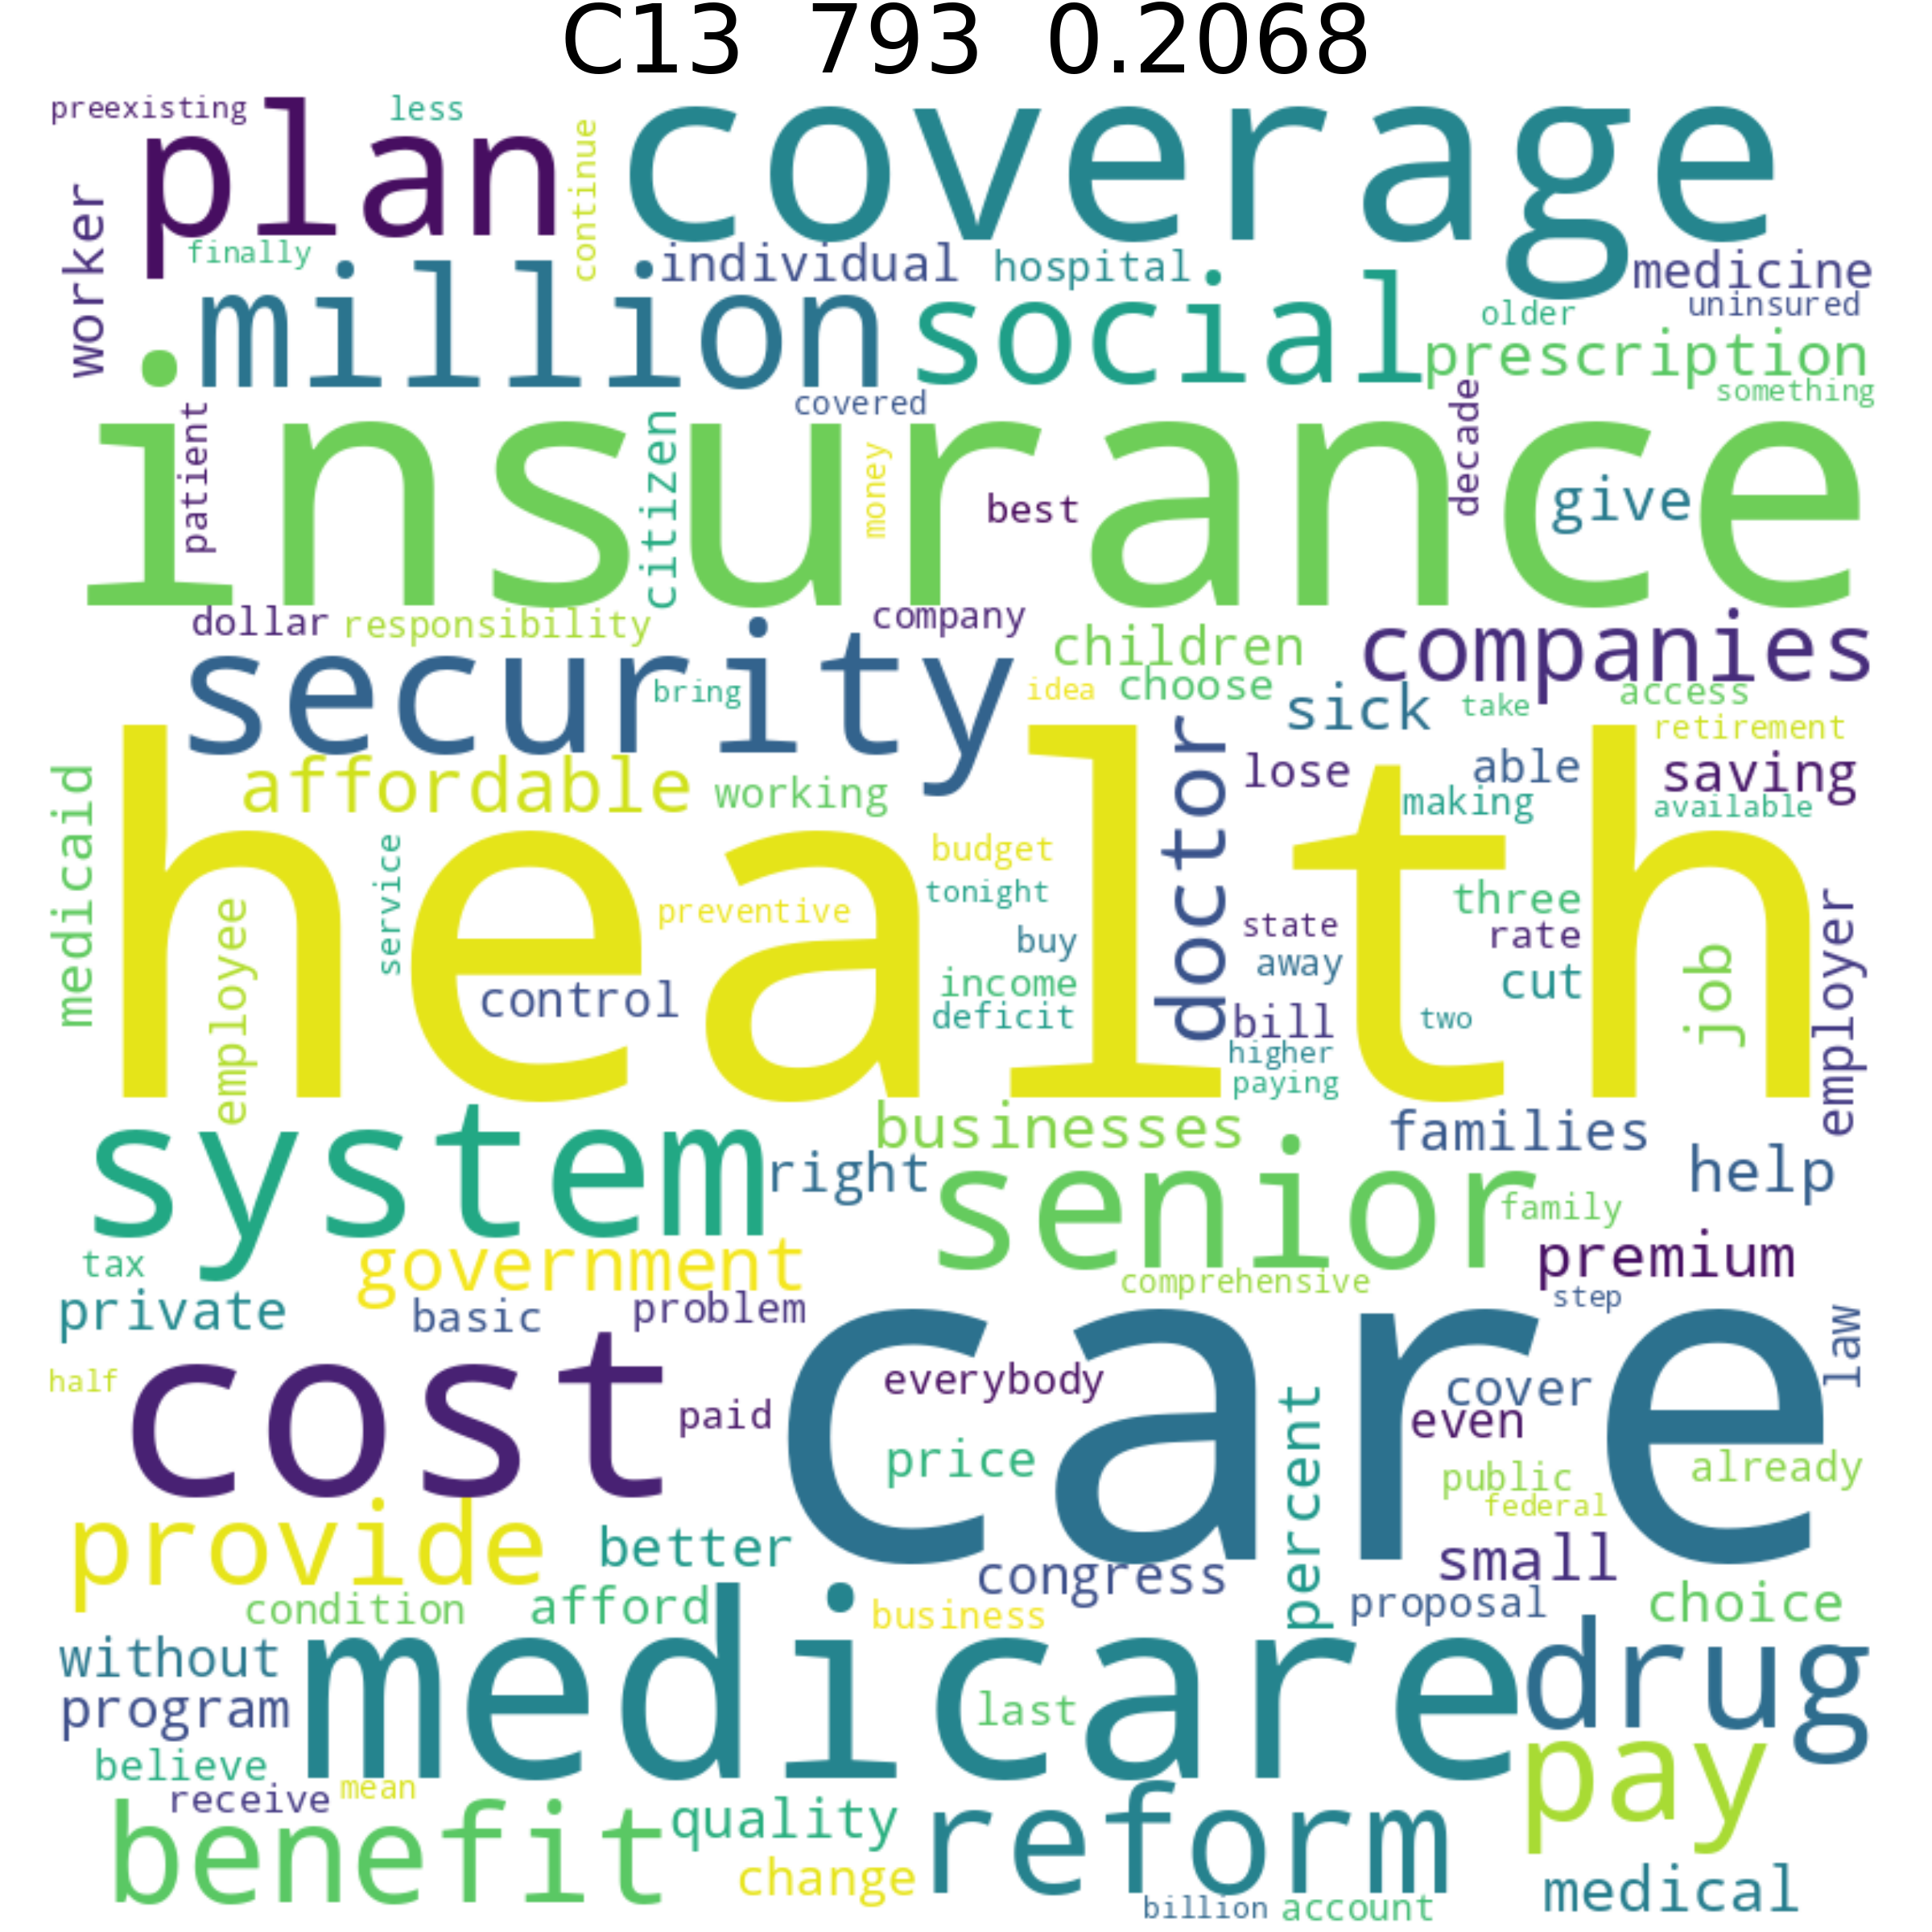 C13 793 0.2068
preexisting less
plan coverage
continue
worker
finally
individual hospital medicine
million social
older uninsured
prescription
something
covered
decade
patient
citizen
insurance
money
best
give
dollar responsibility company
security
children companies
bring idea choose sick take access
retirement
doctor
affordable working lose able saving
making available
medicaid
health
service
budget
tonight
preventive
three
employee
employer
state rate
buy away
job
control income cut
deficit bill two
higher
paying
system businesses families
right senior help
family
tax government premium
comprehensive
private basic problem step
law
cost care
half everybody cover
paid even
percent
price public already
federal
provide better small
congress
condition afford business proposal choice
without medicare drug
program last
believe pay
receive mean
benefit quality reform
change medical
billion account